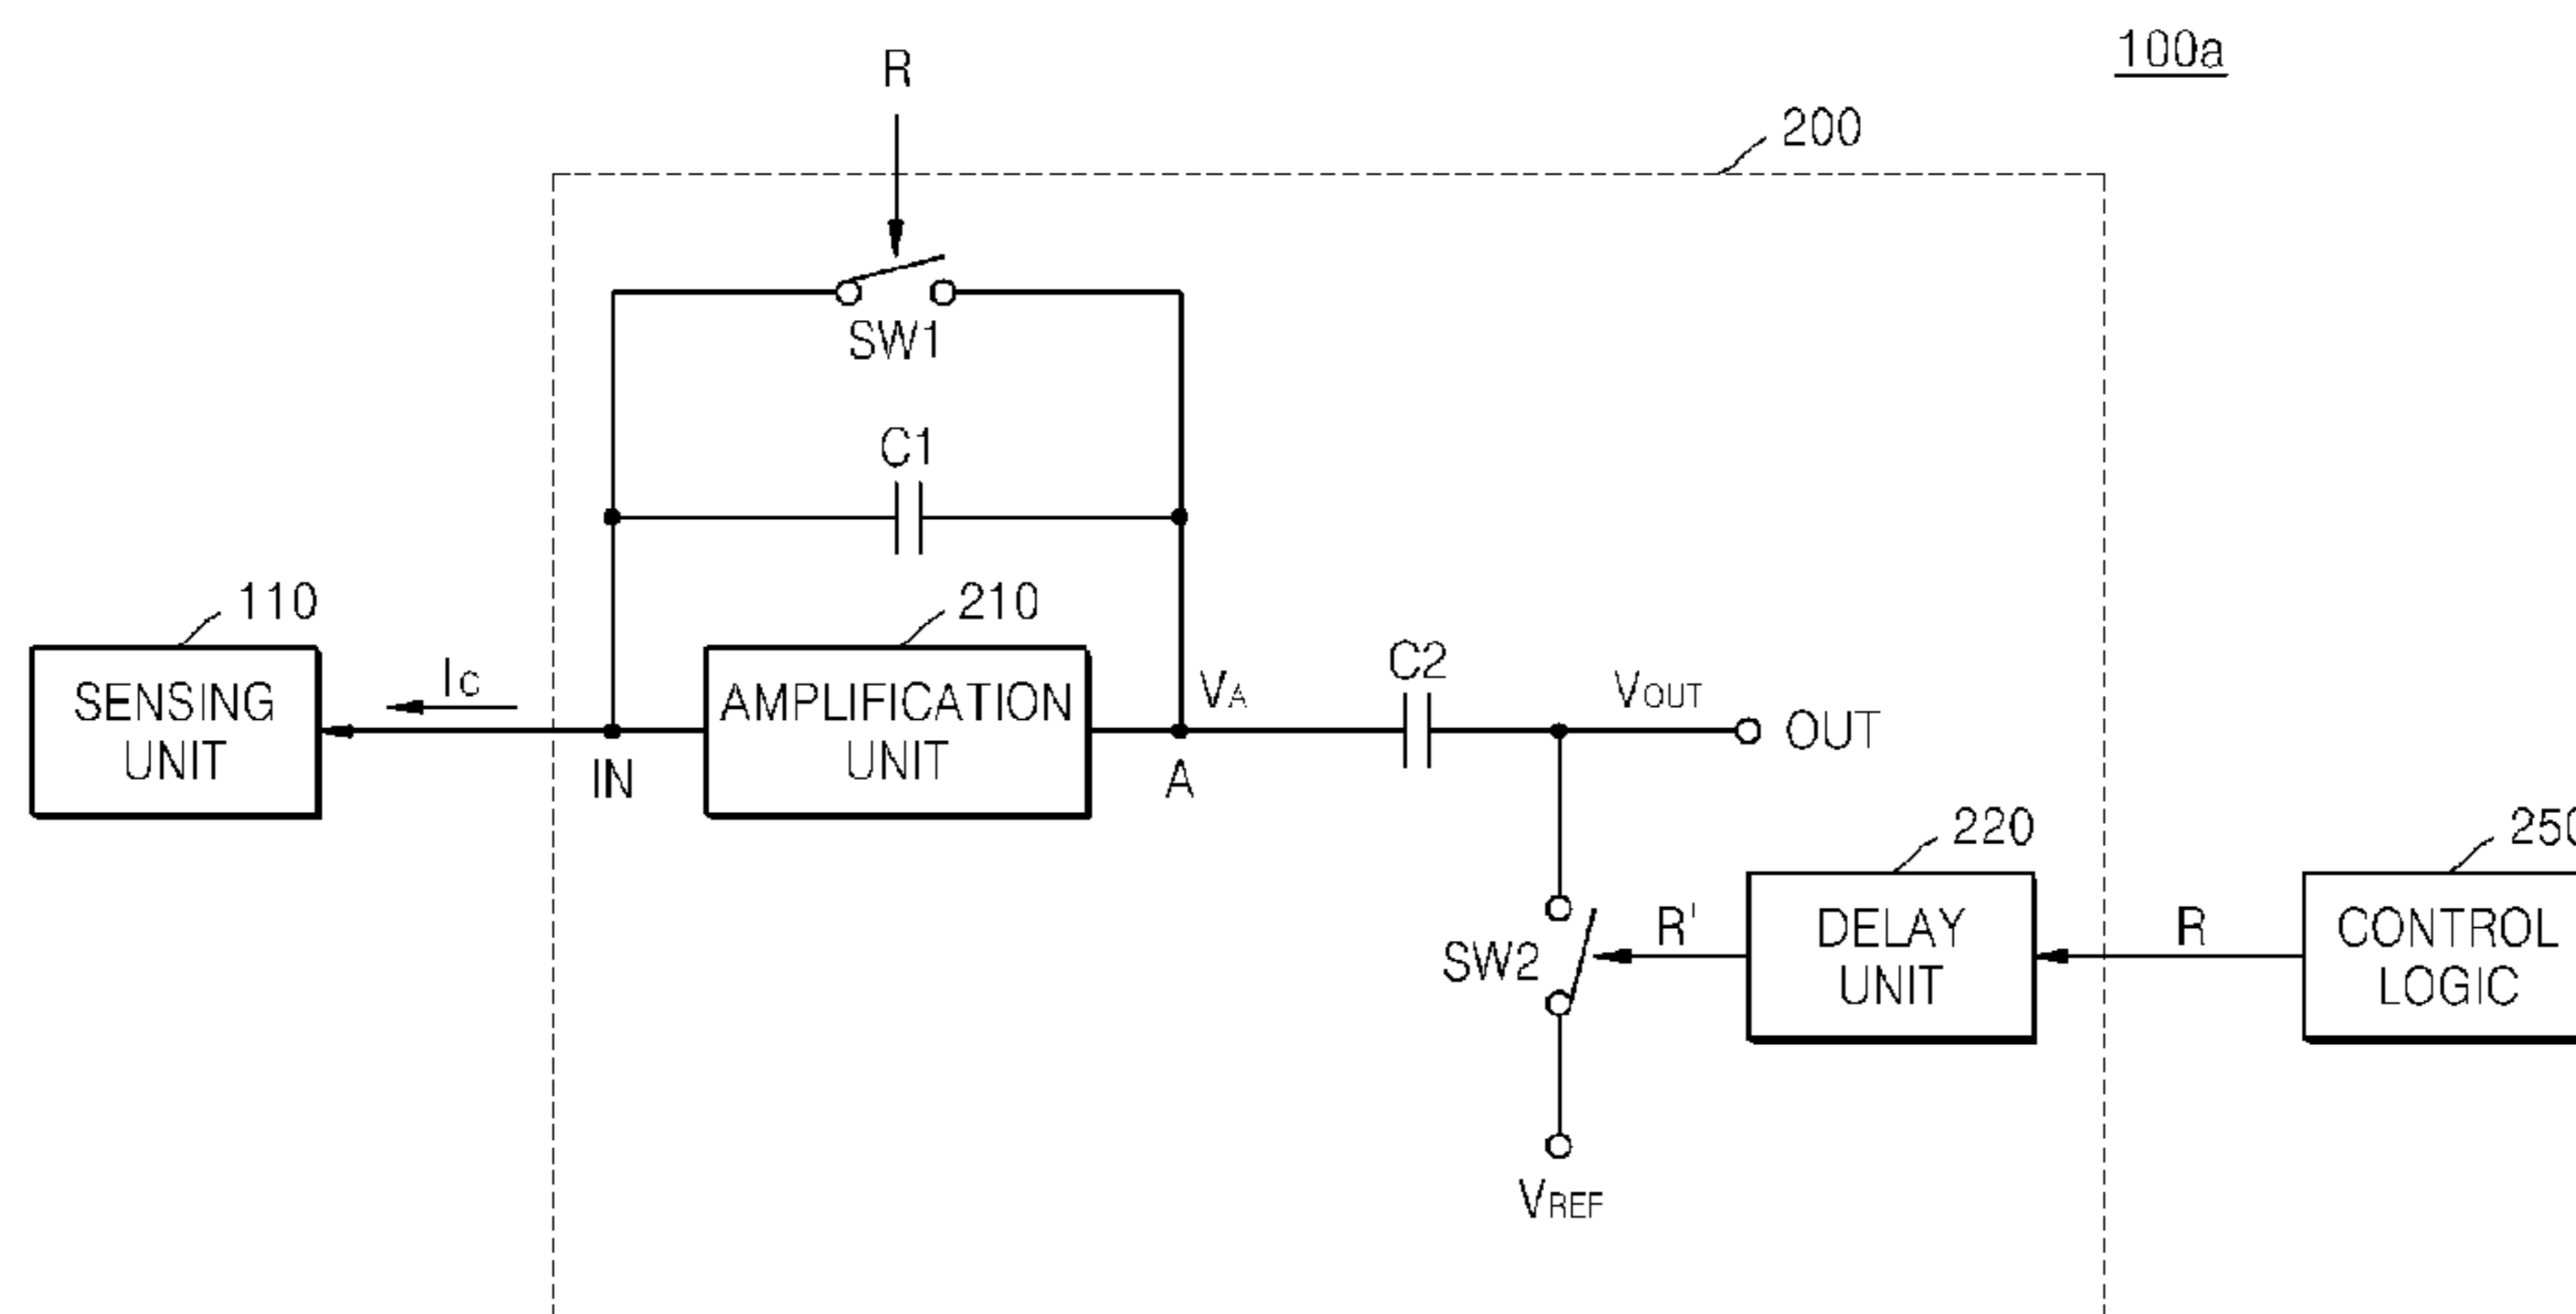 100a
R
200
SW1
C1
110
210
SENSING
UNIT
IC
AMPLIFICATION
UNIT
VA
C2
VOUT
OUT
IN
A
220
SW2
R'
DELAY
UNIT
R
CONTROL
LOGIC
VREF